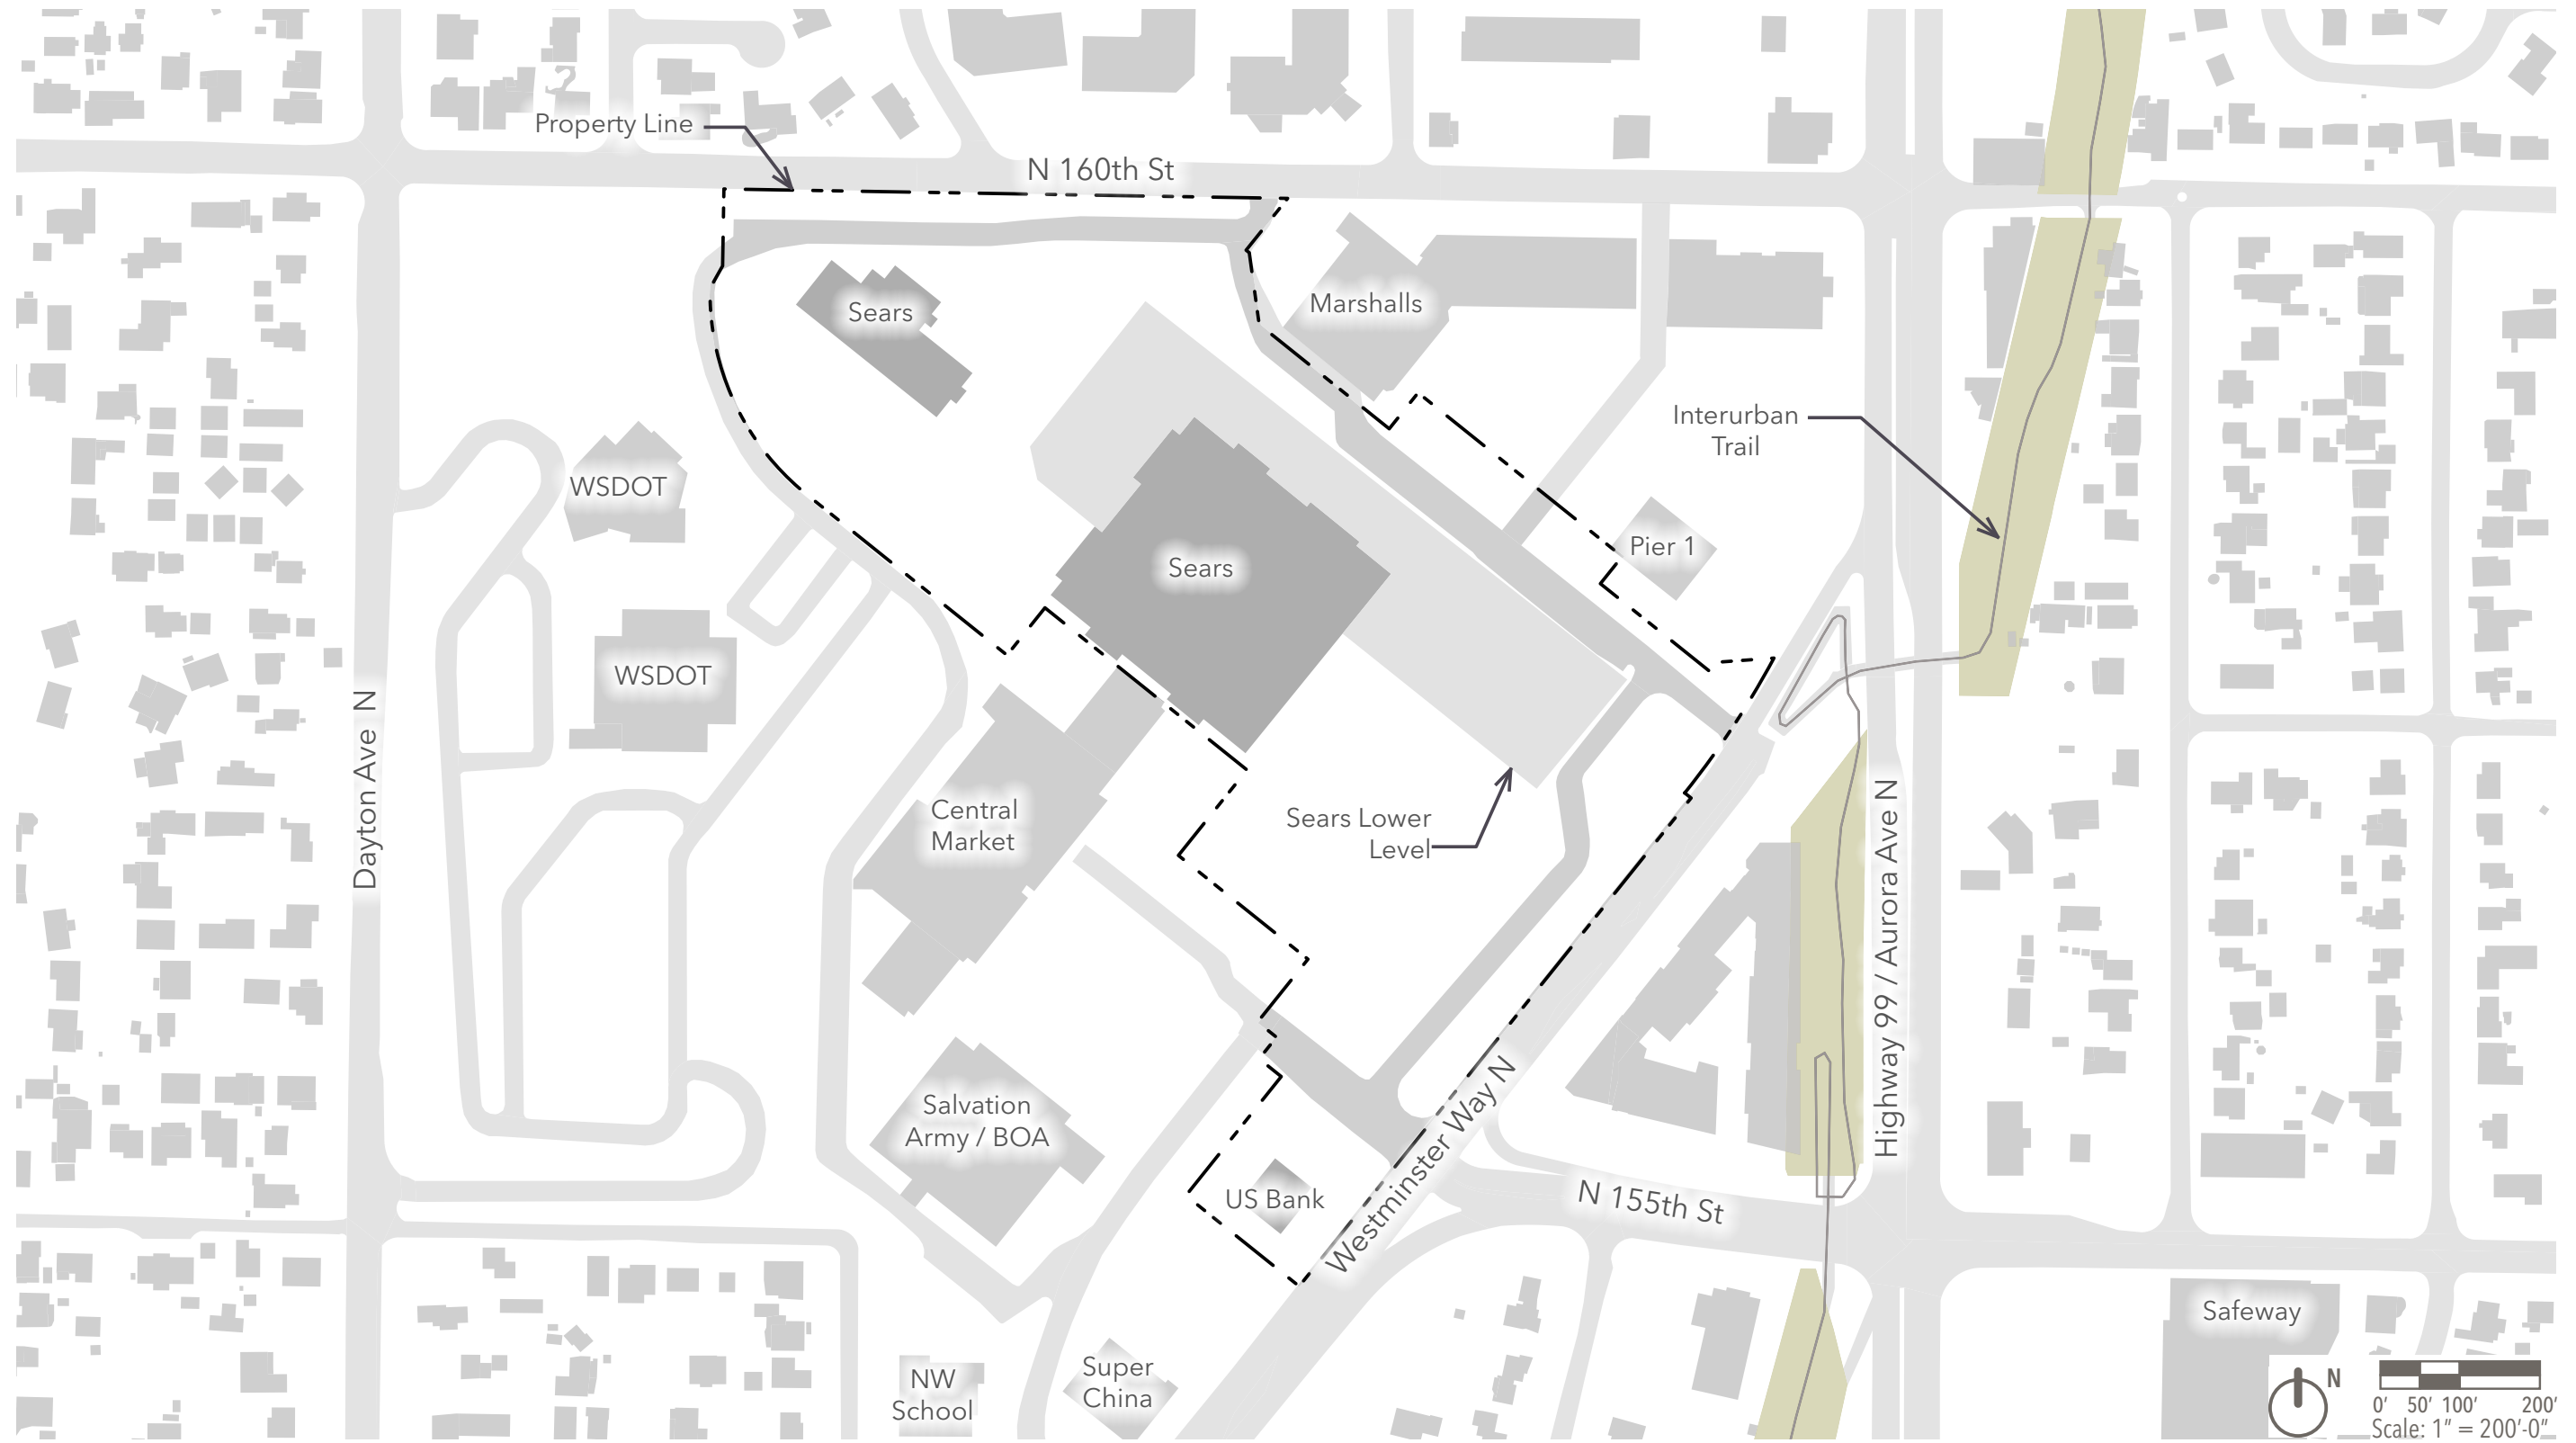 Property Line
N 160th St
Sears
Marshalls
Interurban
Trail
WSDOT
Pier 1
Sears
WSDOT
Dayton Ave N
Central
Market
Sears Lower
Level
Highway 99 / Aurora Ave N
Salvation
Army / BOA
US Bank
Westminster Way N
N 155th St
Safeway
NW
School
Super
China
N
0' 50' 100' 200'
Scale: 1" = 200'-0"